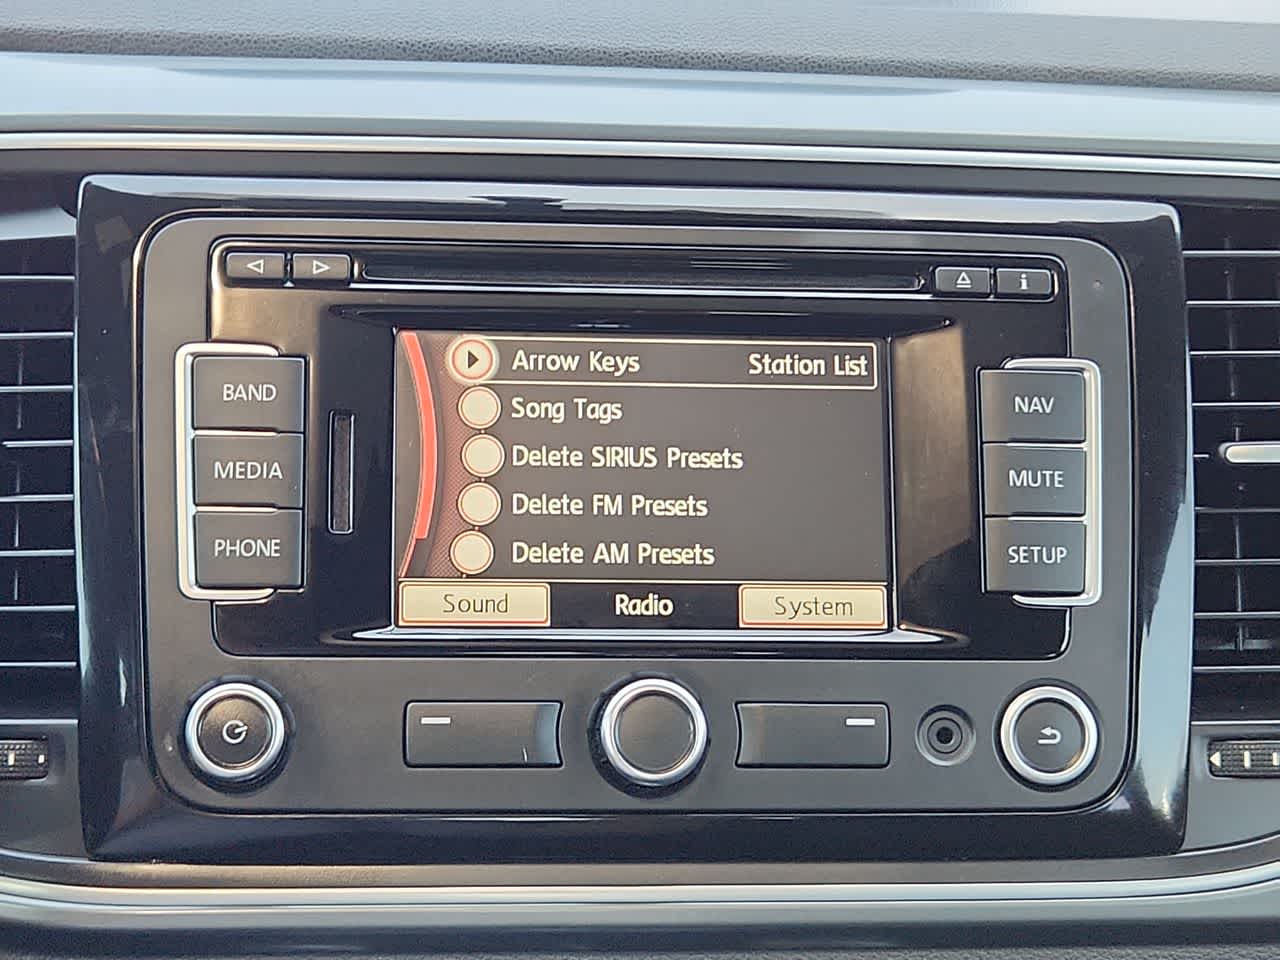 i
BAND
MEDIA
PHONE
Arrow Keys Station List
Song Tags
Delete SIRIUS Presets
Delete FM Presets
Delete AM Presets
Sound Radio System
NAV
MUTE
SETUP